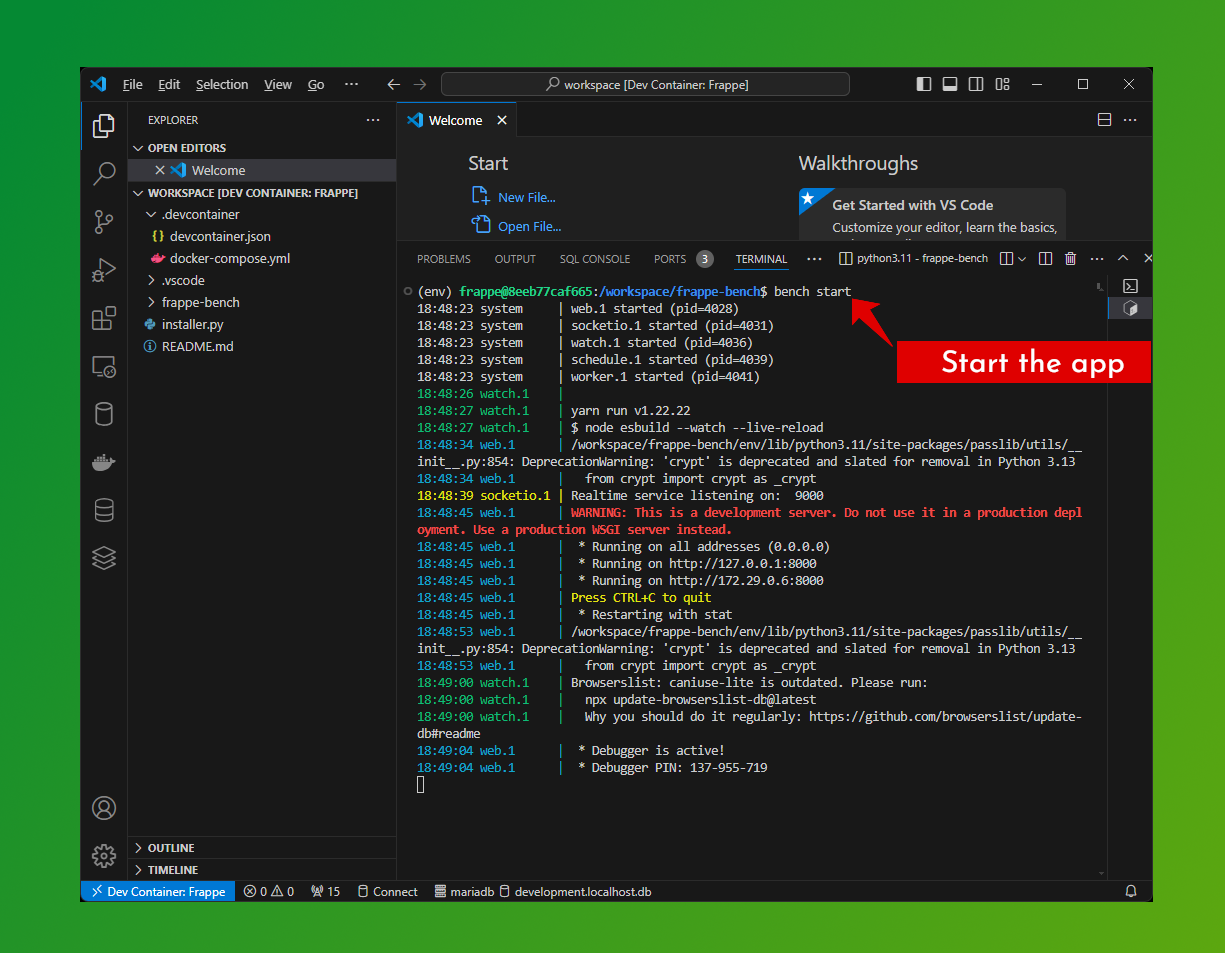 File Edit Selection View Go ··· workspace [Dev Container: Frappe]
EXPLORER ···
OPEN EDITORS
Welcome
WORKSPACE [DEV CONTAINER: FRAPPE]
.devcontainer
{} devcontainer.json
docker-compose.yml
.vscode
frappe-bench
installer.py
README.md
OUTLINE
TIMELINE
Welcome
Start
New File...
Open File...
Walkthroughs
Get Started with VS Code
Customize your editor, learn the basics,
PROBLEMS OUTPUT SQL CONSOLE PORTS 3 TERMINAL ··· python3.11 - frappe-bench ···
(env) frappe@8eeb77caf665:/workspace/frappe-bench$ bench start
18:48:23 system | web.1 started (pid=4028)
18:48:23 system | socketio.1 started (pid=4031)
18:48:23 system | watch.1 started (pid=4036)
18:48:23 system | schedule.1 started (pid=4039)
18:48:23 system | worker.1 started (pid=4041)
18:48:26 watch.1 |
18:48:27 watch.1 | yarn run v1.22.22
18:48:27 watch.1 | $ node esbuild --watch --live-reload
18:48:34 web.1 | /workspace/frappe-bench/env/lib/python3.11/site-packages/passlib/utils/__
init__.py:854: DeprecationWarning: 'crypt' is deprecated and slated for removal in Python 3.13
18:48:34 web.1 | from crypt import crypt as _crypt
18:48:39 socketio.1 | Realtime service listening on: 9000
18:48:45 web.1 | WARNING: This is a development server. Do not use it in a production depl
oyment. Use a production WSGI server instead.
18:48:45 web.1 | * Running on all addresses (0.0.0.0)
18:48:45 web.1 | * Running on http://127.0.0.1:8000
18:48:45 web.1 | * Running on http://172.29.0.6:8000
18:48:45 web.1 | Press CTRL+C to quit
18:48:45 web.1 | * Restarting with stat
18:48:53 web.1 | /workspace/frappe-bench/env/lib/python3.11/site-packages/passlib/utils/__
init__.py:854: DeprecationWarning: 'crypt' is deprecated and slated for removal in Python 3.13
18:48:53 web.1 | from crypt import crypt as _crypt
18:49:00 watch.1 | Browserslist: caniuse-lite is outdated. Please run:
18:49:00 watch.1 | npx update-browserslist-db@latest
18:49:00 watch.1 | Why you should do it regularly: https://github.com/browserslist/update-
db#readme
18:49:04 web.1 | * Debugger is active!
18:49:04 web.1 | * Debugger PIN: 137-955-719
Start the app
Dev Container: Frappe 0 0 15 Connect mariadb development.localhost.db